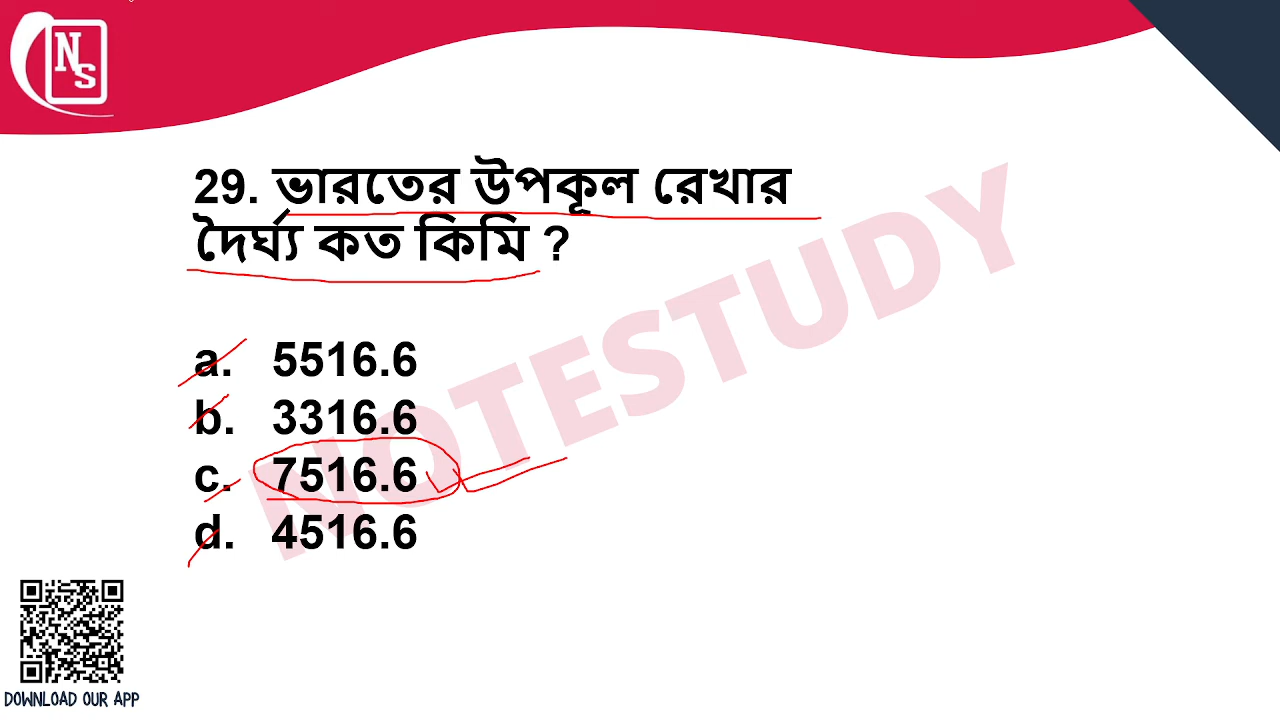 NS
29. ভারতের উপকূল রেখার
দৈর্ঘ্য কত কিমি ?
a. 5516.6
b. 3316.6
c. 7516.6
d. 4516.6
NOTESTUDY
DOWNLOAD OUR APP